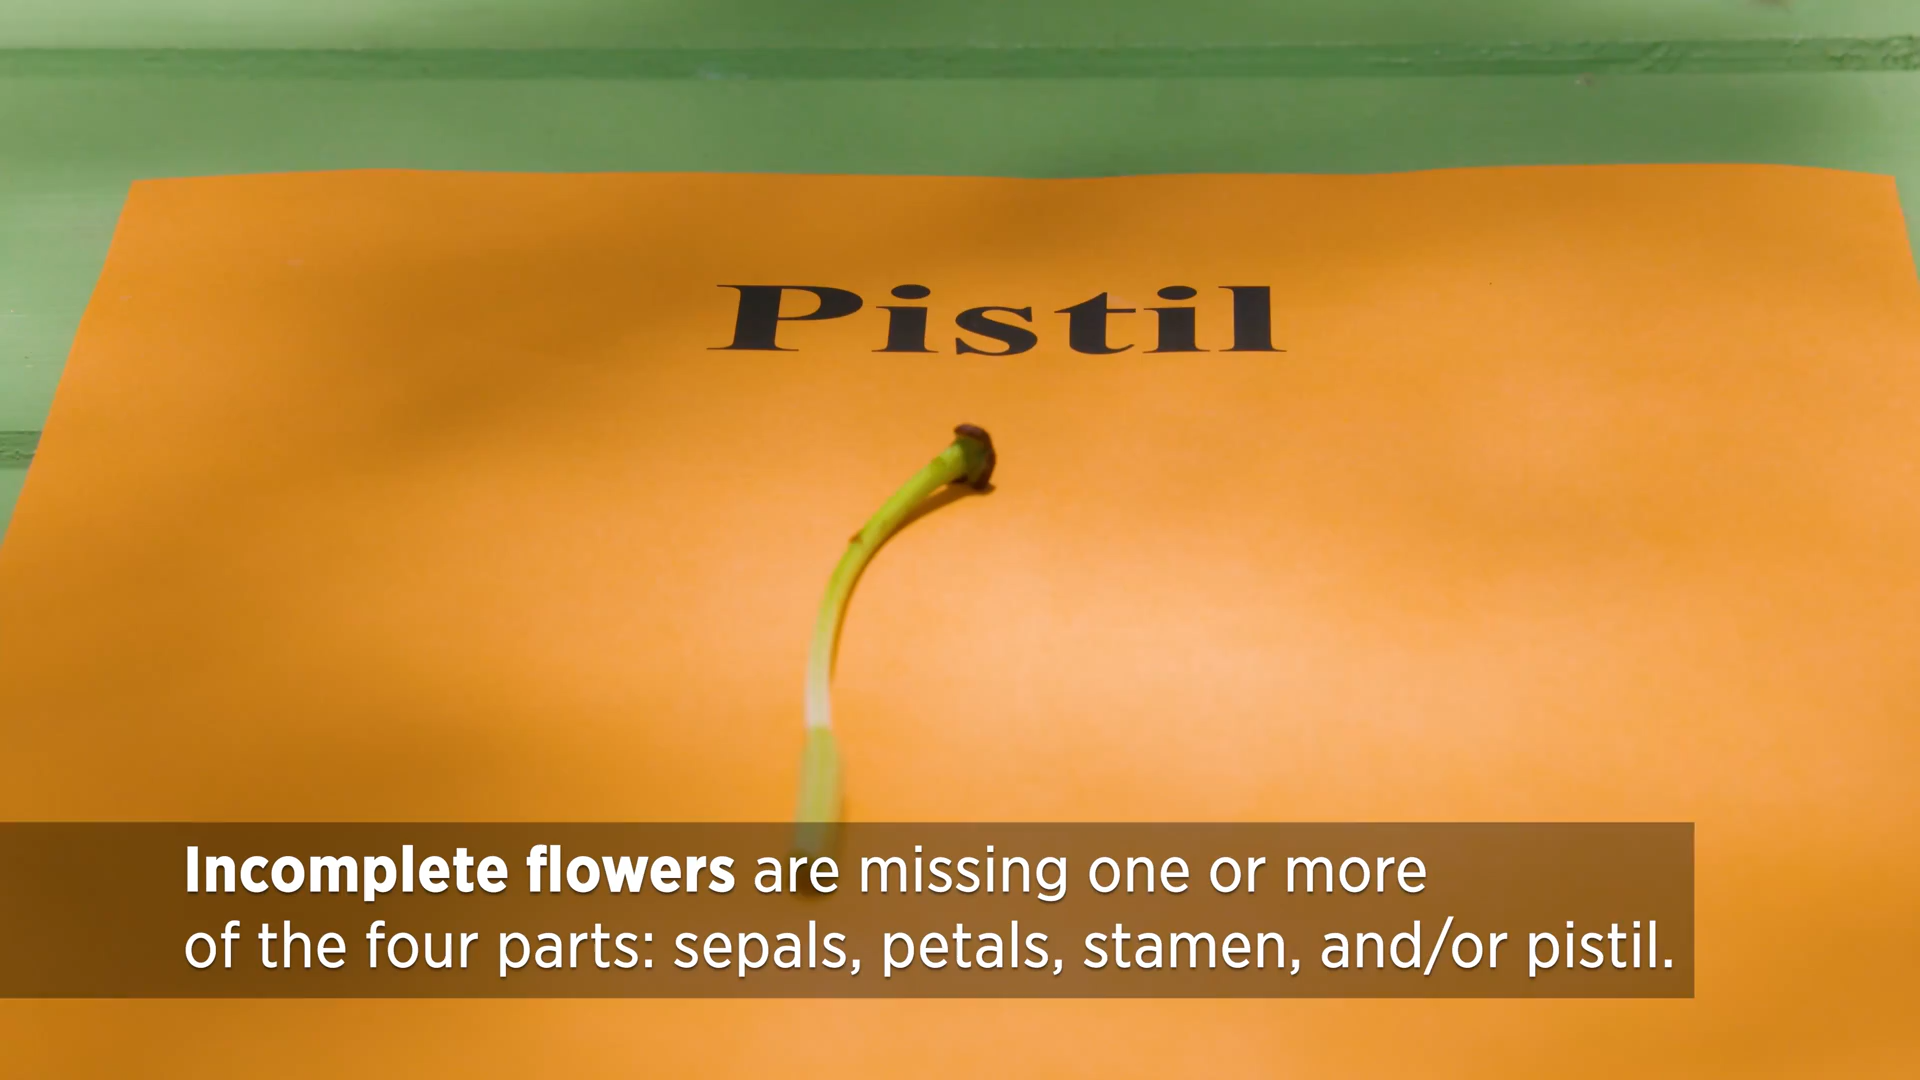 Pistil
Incomplete flowers are missing one or more
of the four parts: sepals, petals, stamen, and/or pistil.